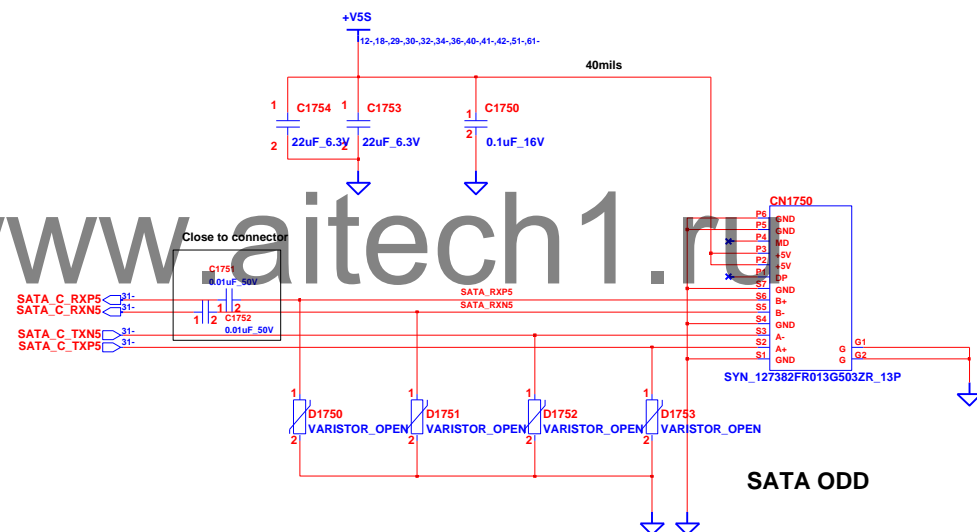 +V5S
12-,18-,29-,30-,32-,34-,36-,40-,41-,42-,51-,61-
40mils
1 C1754 1 C1753 1 C1750
2 22uF_6.3V 2 22uF_6.3V 2 0.1uF_16V
www.aitech1.ru
Close to connector
C1751
0.01uF_50V
1 2
1 2
C1752
0.01uF_50V
SATA_C_RXP5 31-
SATA_C_RXN5 31-
SATA_C_TXN5 31-
SATA_C_TXP5 31-
SATA_RXP5
SATA_RXN5
CN1750
P6 GND
P5 GND
P4 MD
P3 +5V
P2 +5V
P1 DP
S7 GND
S6 B+
S5 B-
S4 GND
S3 A-
S2 A+
S1 GND
G G1
G G2
SYN_127382FR013G503ZR_13P
1 1 1 1
D1750 D1751 D1752 D1753
VARISTOR_OPEN VARISTOR_OPEN VARISTOR_OPEN VARISTOR_OPEN
2 2 2 2
SATA ODD